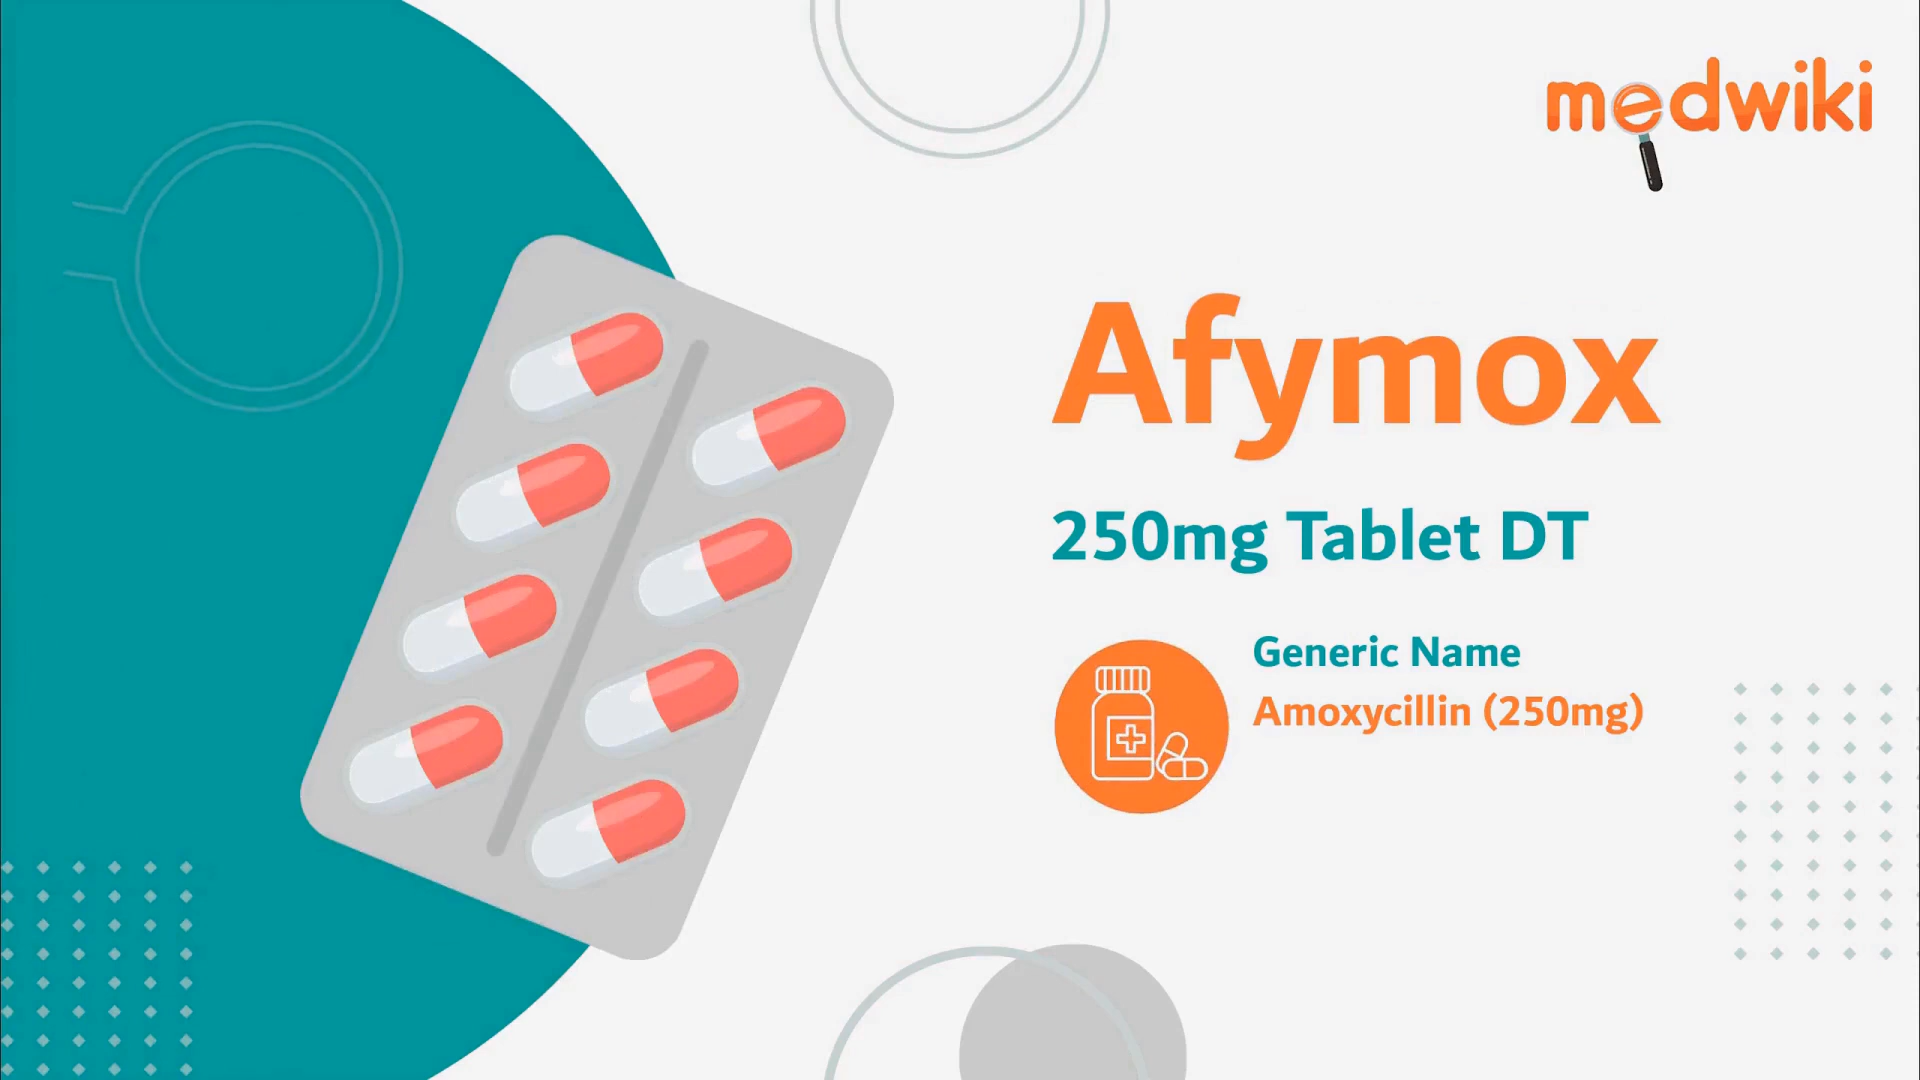 medwiki
Afymox
250mg Tablet DT
Generic Name
Amoxycillin (250mg)